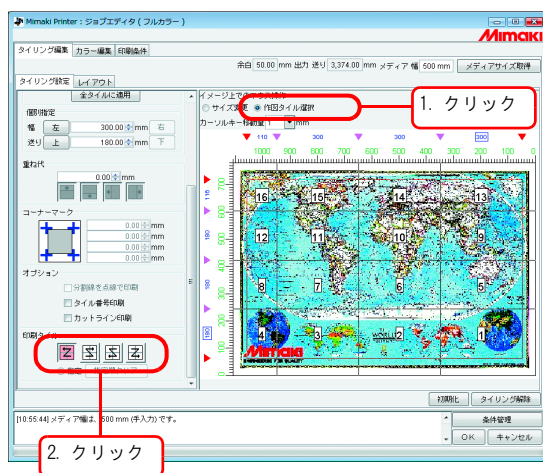 Mimaki Printer：ジョブエディタ ( フルカラー )
Mimaki
タイリング編集 カラー編集 印刷条件
余白 50.00 mm 出力 送り 3,374.00 mm メディア 幅 500 mm メディアサイズ取得
タイリング設定 レイアウト
全タイルに適用
個別指定
幅 左 300.00 mm 右
送り 上 180.00 mm 下
重ね代
0.00 mm
コーナーマーク
0.00 mm
0.00 mm
0.00 mm
0.00 mm
オプション
分割線を点線で印刷
タイル番号印刷
カットライン印刷
印刷タイル
サイズ変更 作図タイル選択
1. クリック
カーソルキー移動量 1 mm
110 300 300 300
1000 900 800 700 600 500 400 300 200 100 0
700
600
500
400
300
200
100
0
180
180
180
16 15 14 13
12 11 10 9
8 7 6 5
4 3 2 1
WORLD
Mimaki
初期化 タイリング解除
[10:55:44] メディア幅は、500 mm (手入力) です。
条件管理
OK キャンセル
2. クリック